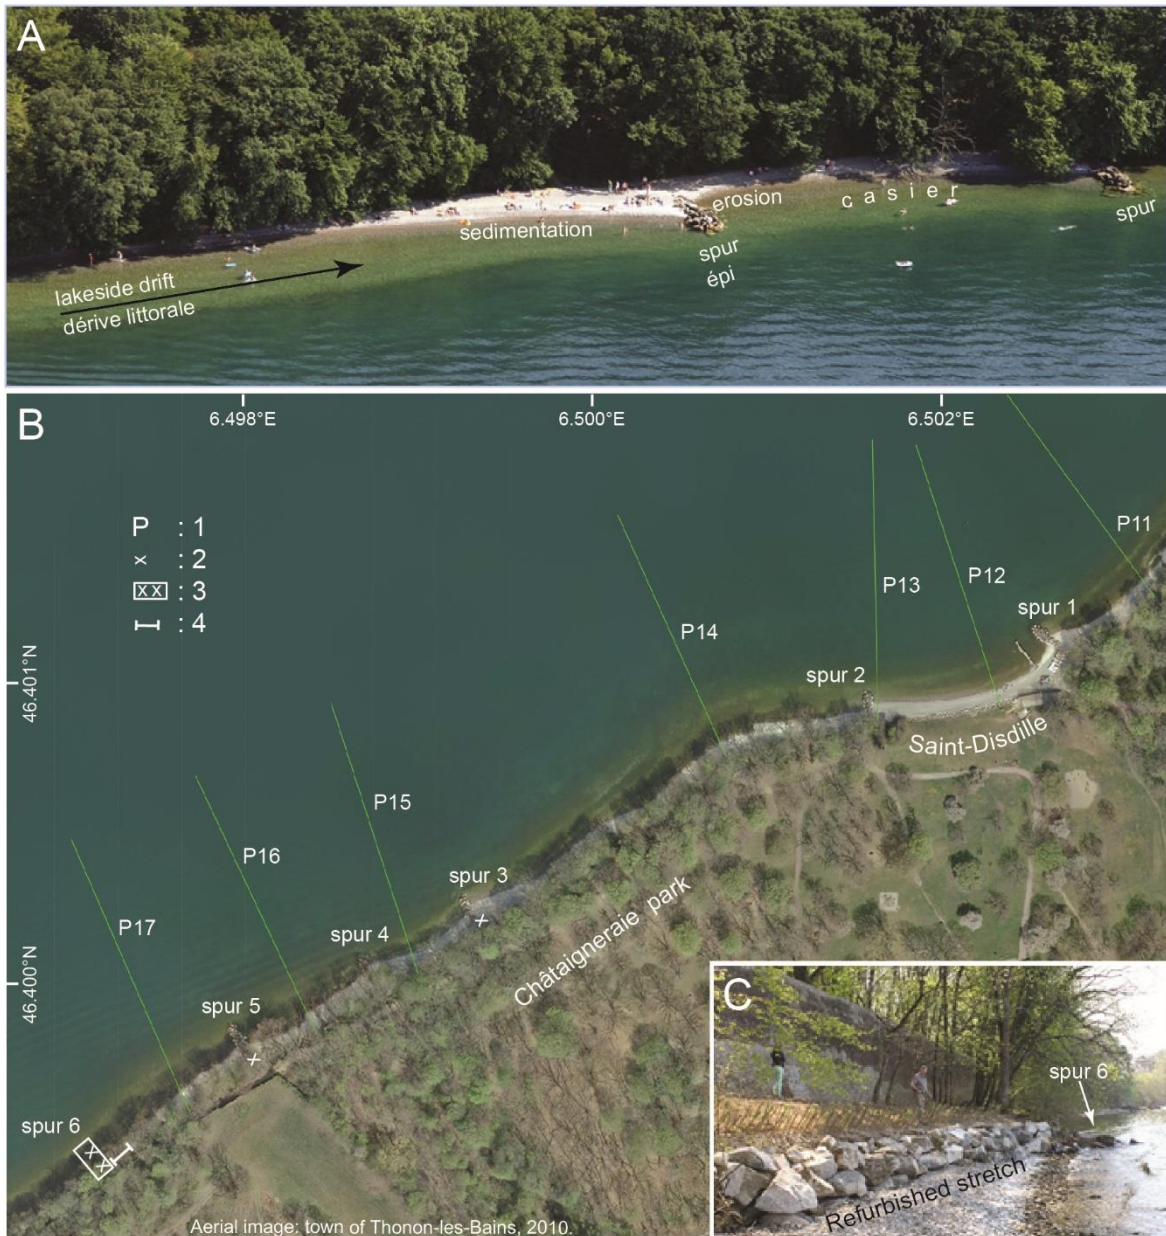 A
sedimentation
erosion
casier
spur
épi
spur
lakeside drift
dérive littorale
B
6.498°E
6.500°E
6.502°E
46.401°N
46.400°N
P : 1
x : 2
xx : 3
: 4
P11
P12
P13
P14
P15
P16
P17
spur 1
spur 2
spur 3
spur 4
spur 5
spur 6
Saint-Disdille
Châtaigneraie park
Aerial image: town of Thonon-les-Bains, 2010.
C
spur 6
Refurbished stretch